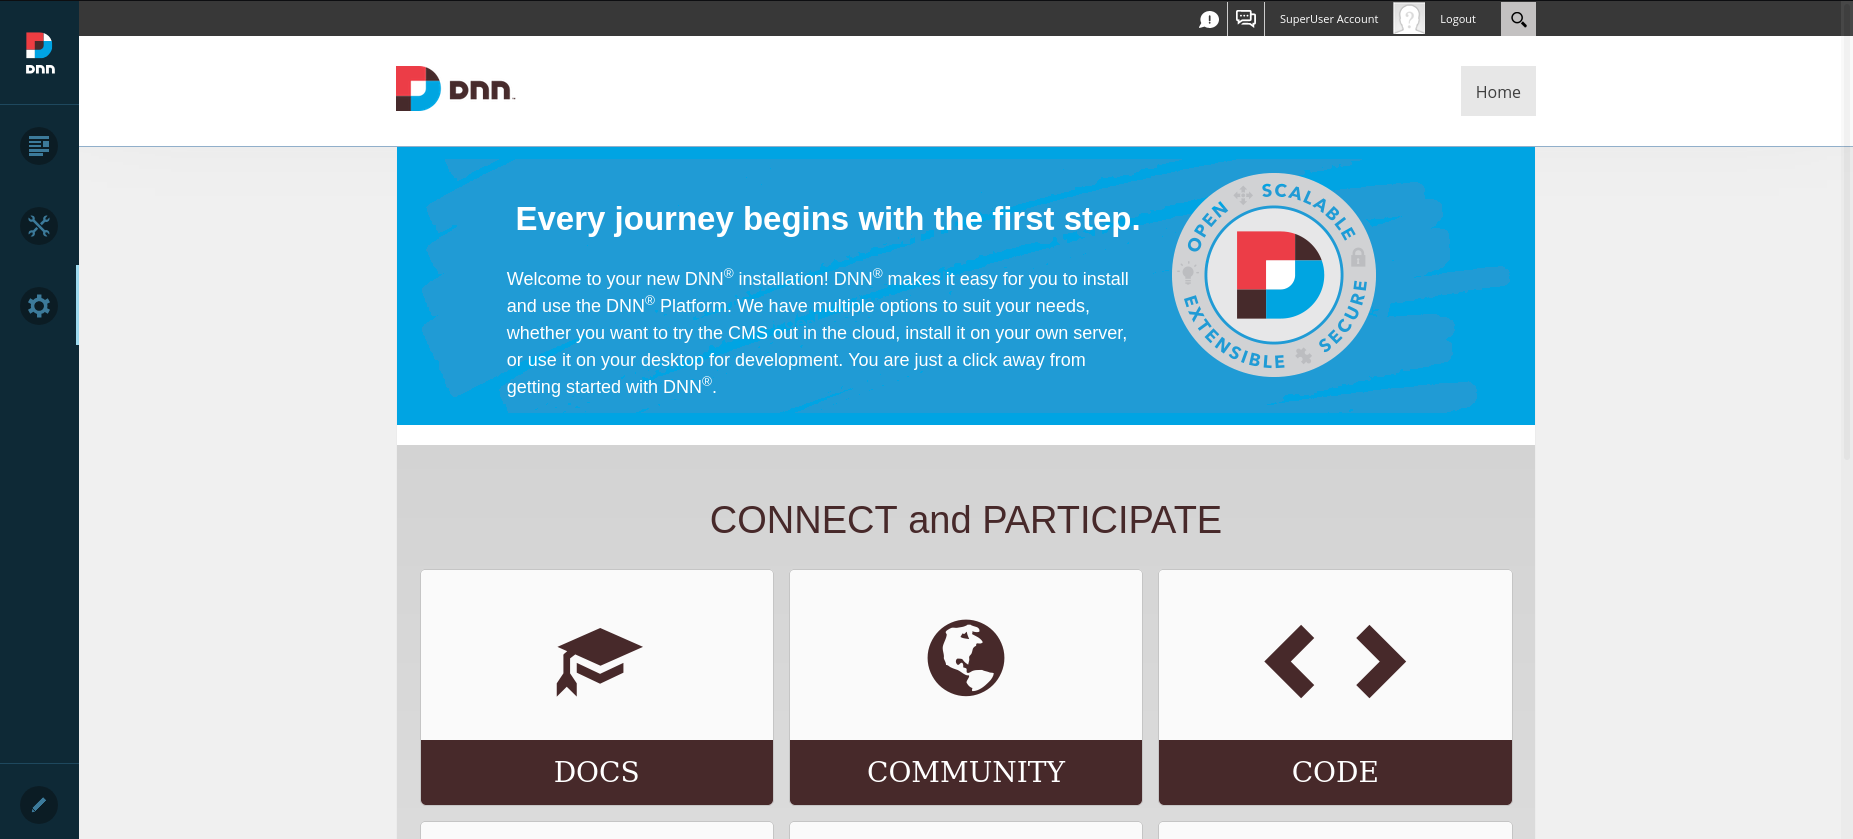 DNN
SuperUser Account
Logout
DNN
Home
Every journey begins with the first step.
Welcome to your new DNN® installation! DNN® makes it easy for you to install
and use the DNN® Platform. We have multiple options to suit your needs,
whether you want to try the CMS out in the cloud, install it on your own server,
or use it on your desktop for development. You are just a click away from
getting started with DNN®.
OPEN
SCALABLE
SECURE
EXTENSIBLE
CONNECT and PARTICIPATE
DOCS
COMMUNITY
CODE